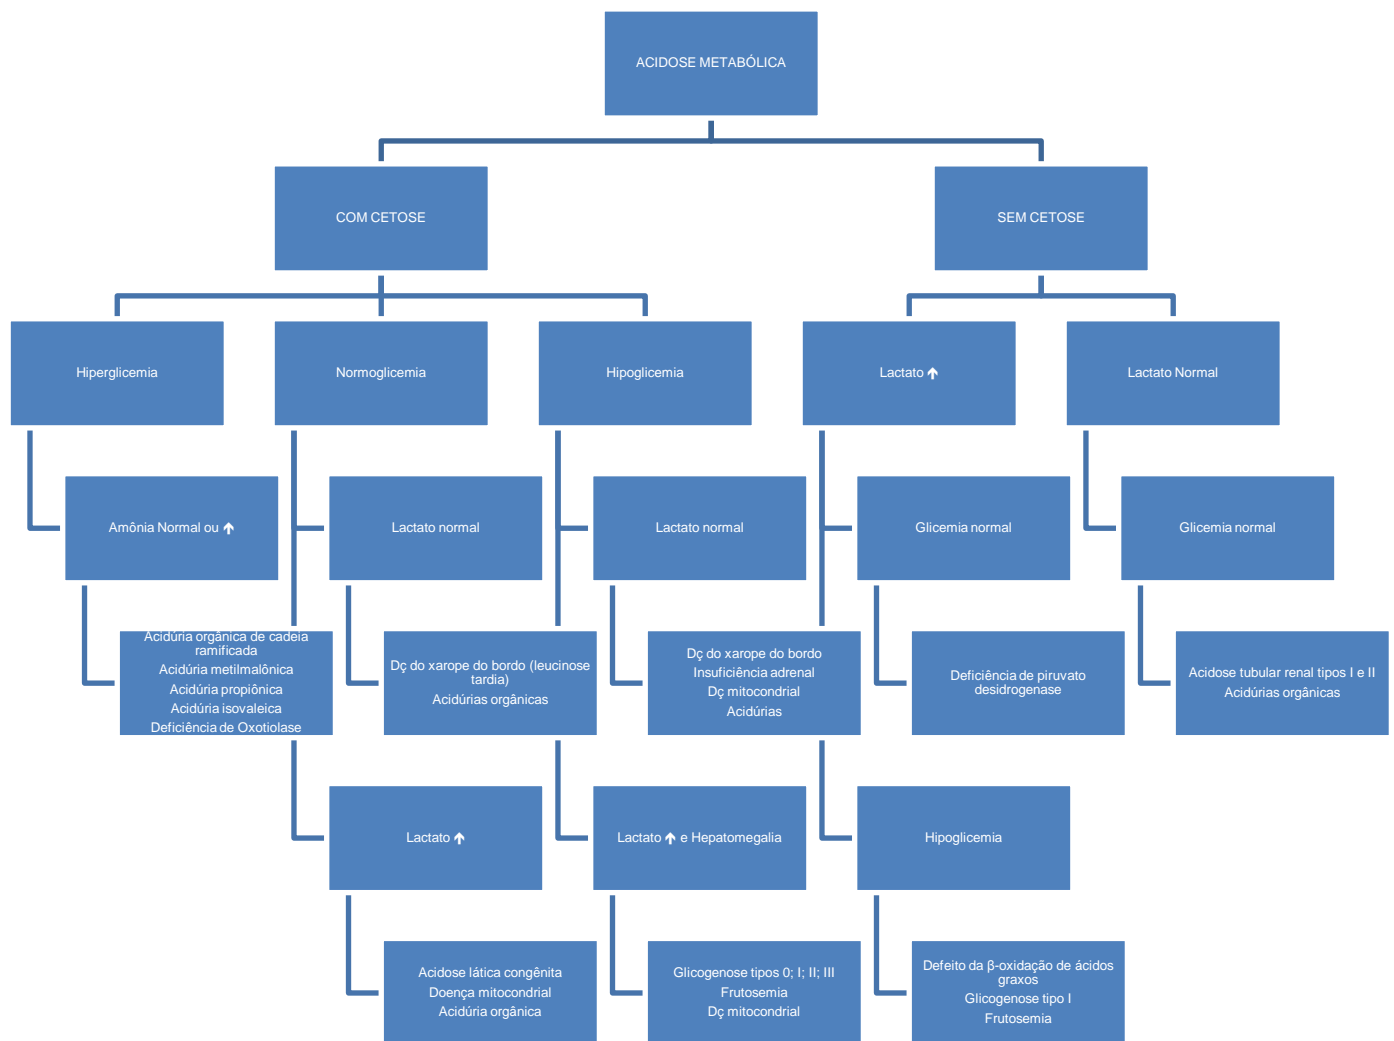 ACIDOSE METABÓLICA
COM CETOSE
SEM CETOSE
Hiperglicemia
Normoglicemia
Hipoglicemia
Lactato ↑
Lactato Normal
Amônia Normal ou ↑
Lactato normal
Lactato normal
Glicemia normal
Glicemia normal
Acidúria orgânica de cadeia
ramificada
Acidúria metilmalônica
Acidúria propiônica
Acidúria isovaleica
Deficiência de Oxotiolase
Dç do xarope do bordo (leucinose
tardia)
Acidúrias orgânicas
Dç do xarope do bordo
Insuficiência adrenal
Dç mitocondrial
Acidúrias
Deficiência de piruvato
desidrogenase
Acidose tubular renal tipos I e II
Acidúrias orgânicas
Lactato ↑
Lactato ↑ e Hepatomegalia
Hipoglicemia
Acidose lática congênita
Doença mitocondrial
Acidúria orgânica
Glicogenose tipos 0; I; II; III
Frutosemia
Dç mitocondrial
Defeito da β-oxidação de ácidos
graxos
Glicogenose tipo I
Frutosemia